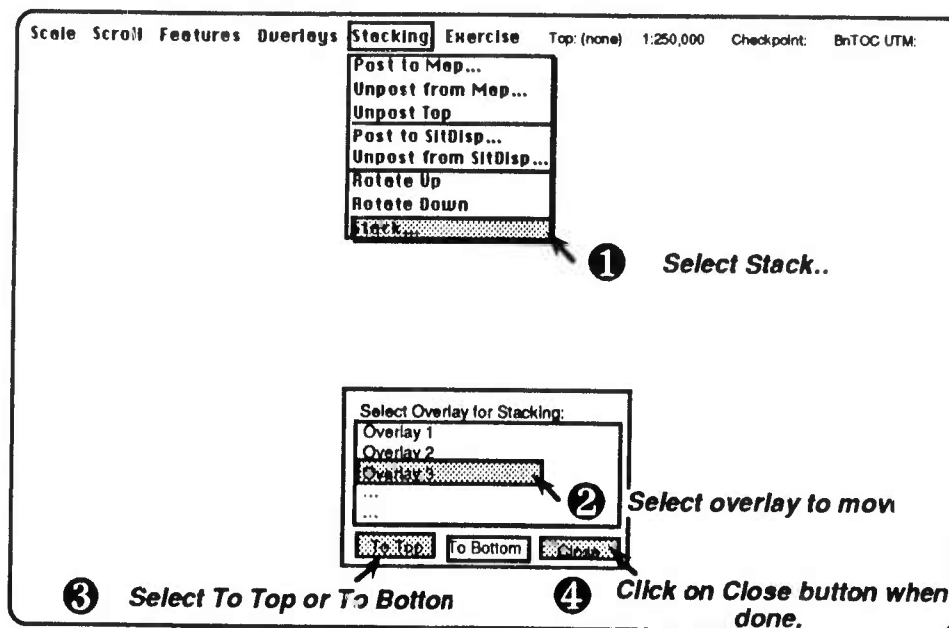 Scale Scroll Features Overlays Stacking Exercise Top: (none) 1:250,000 Checkpoint: BnTOC UTM:
Post to Map...
Unpost from Map...
Unpost Top
Post to SitDisp...
Unpost from SitDisp...
Rotate Up
Rotate Down
Stack...
1 Select Stack..
Select Overlay for Stacking:
Overlay 1
Overlay 2
Overlay 3
...
...
2 Select overlay to mov
To Top To Bottom Close
3 Select To Top or To Botton
4 Click on Close button when
done.